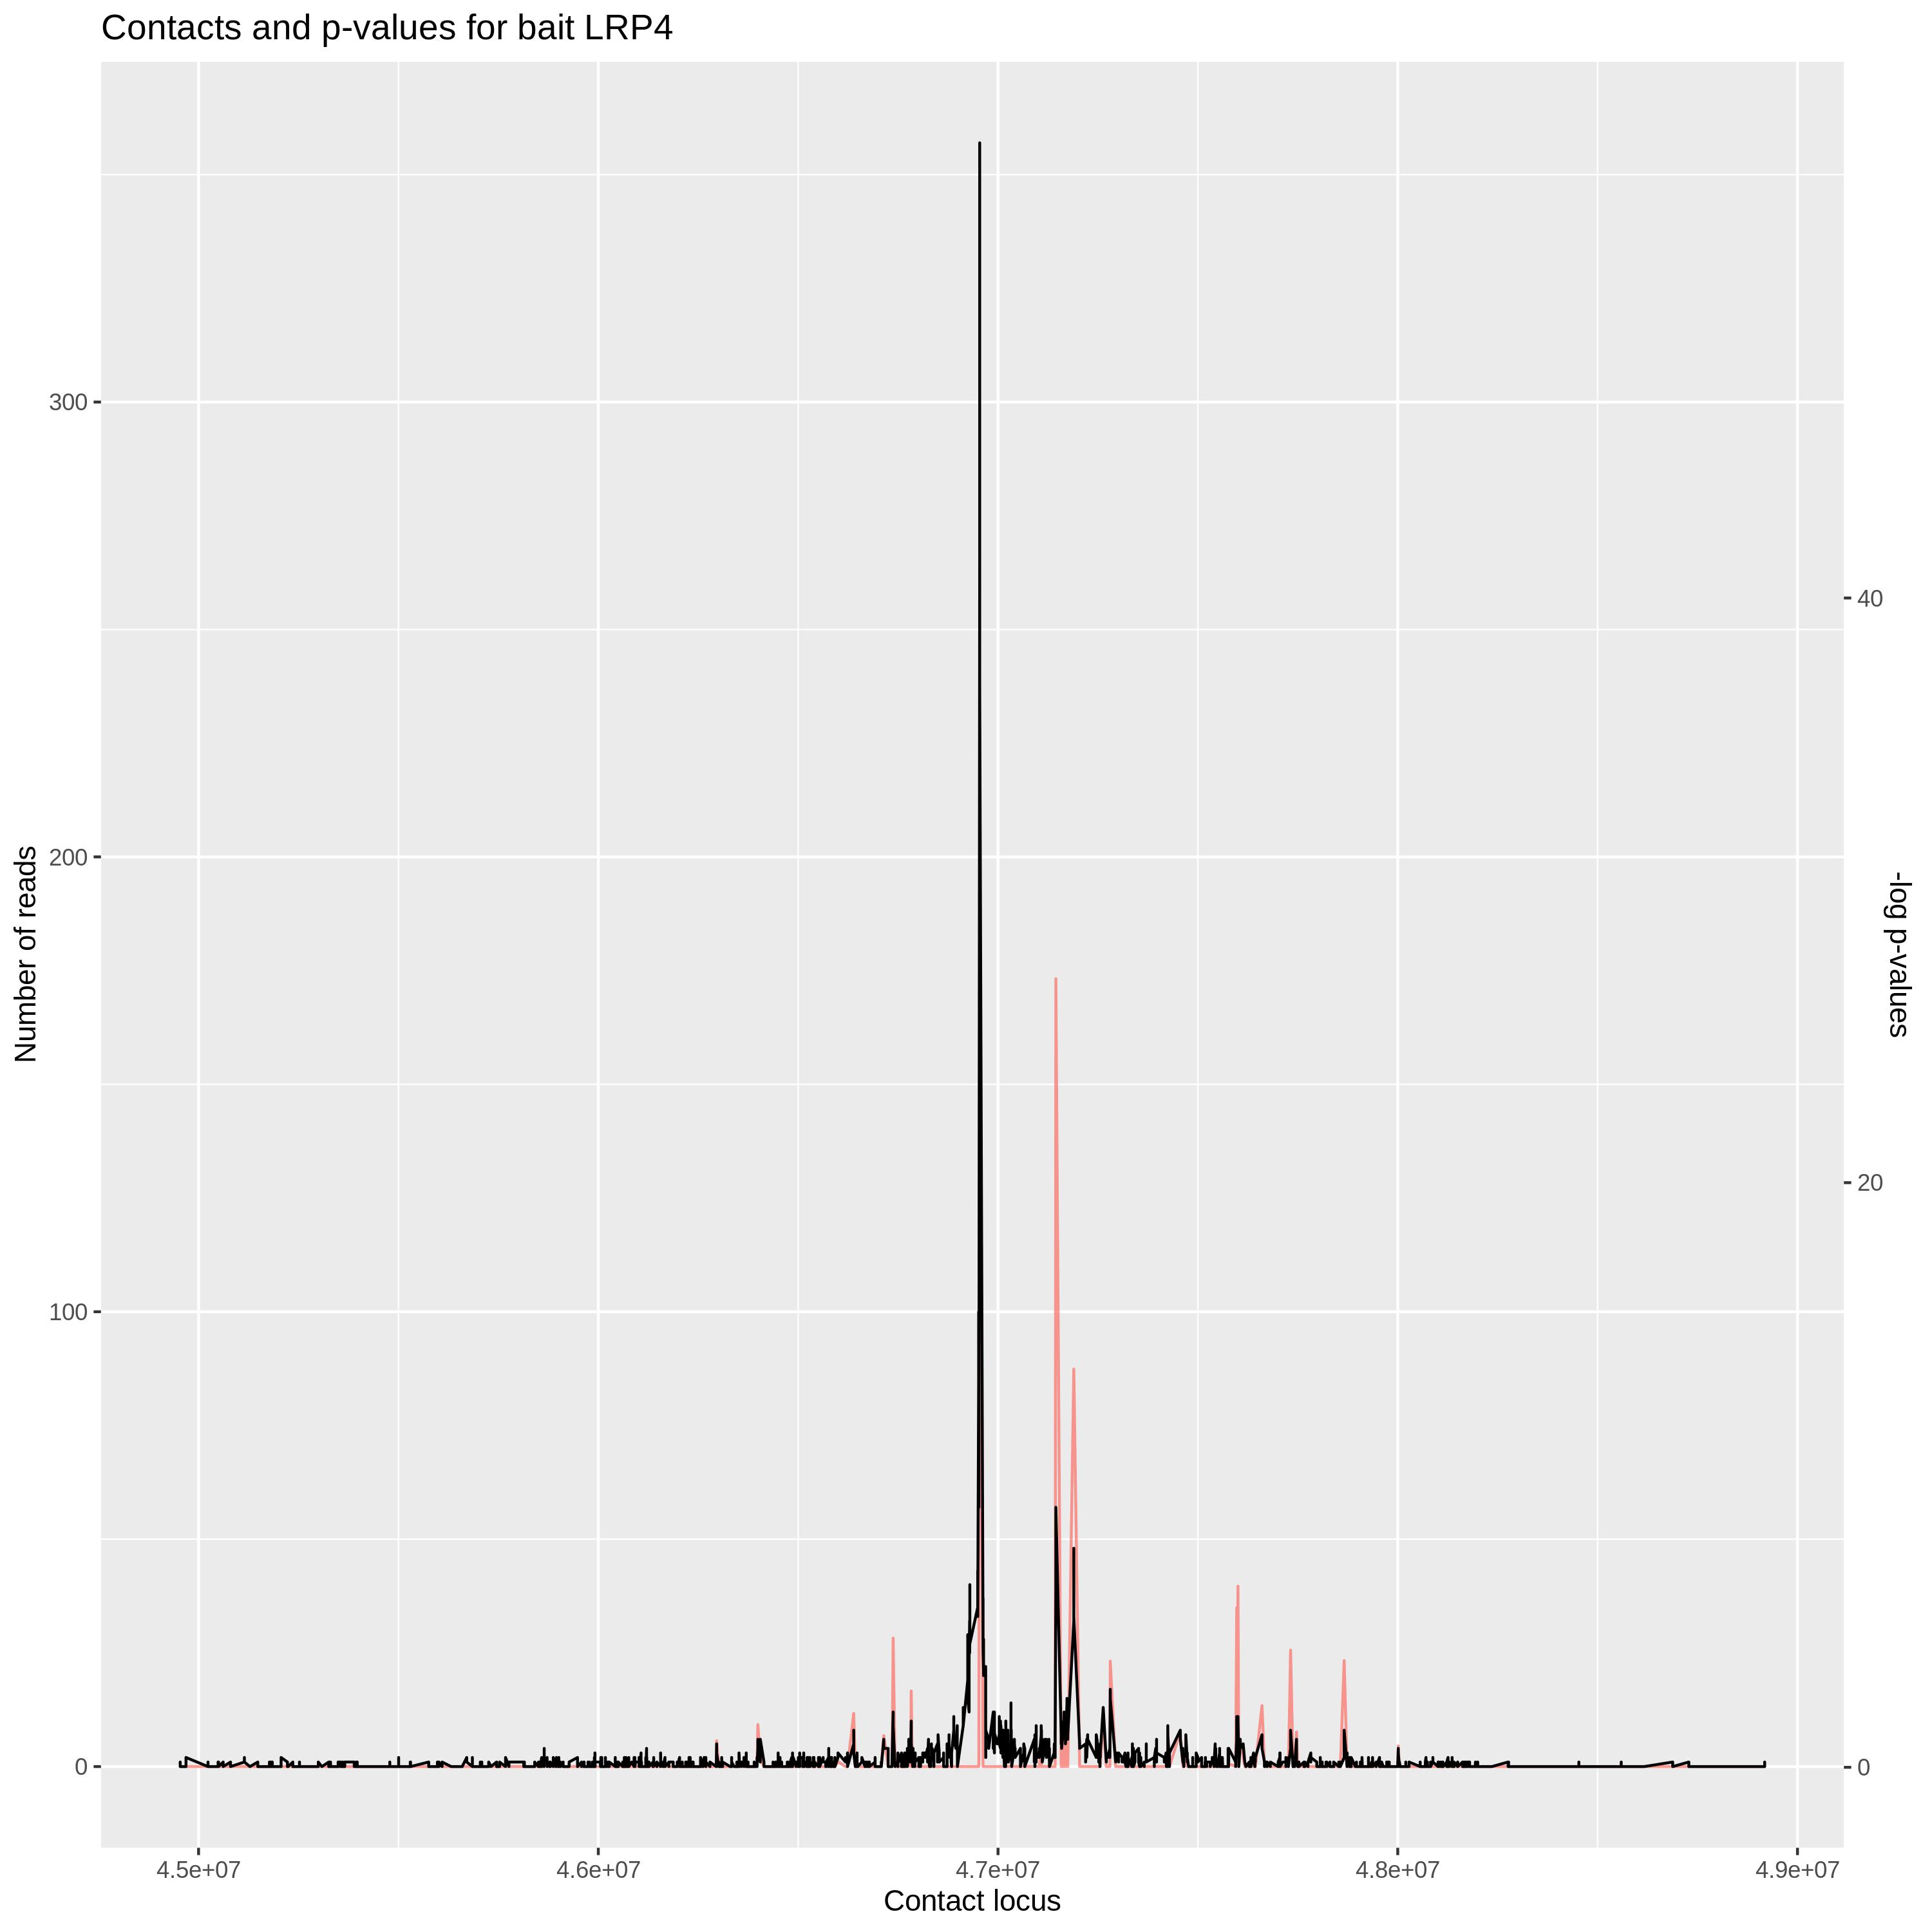 Contacts and p-values for bait LRP4
Number of reads
300
200
100
0
40
20
0
-log p-values
4.5e+07
4.6e+07
4.7e+07
4.8e+07
4.9e+07
Contact locus